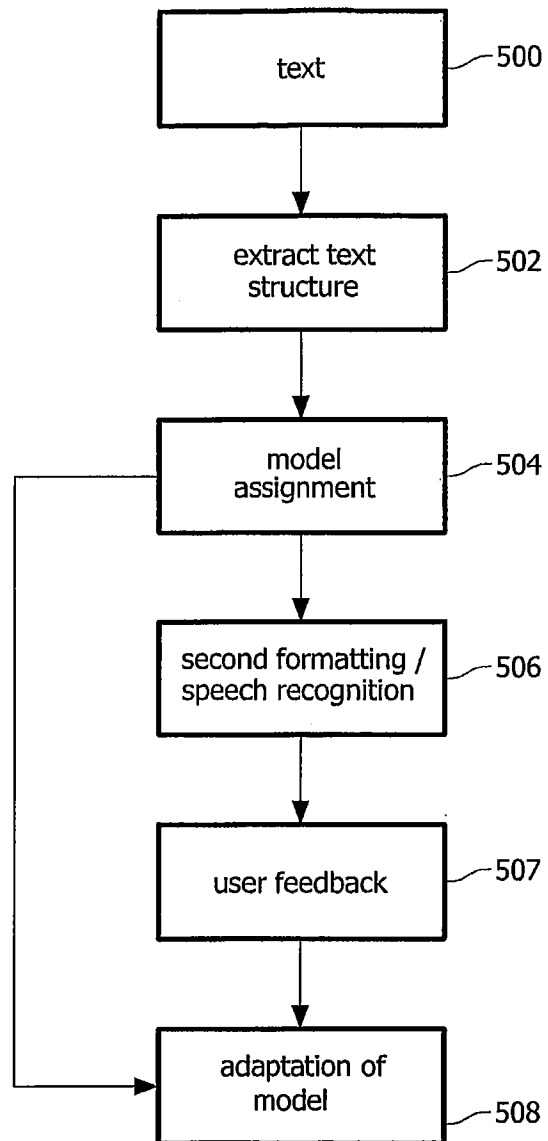 text
500
extract text
structure
502
model
assignment
504
second formatting /
speech recognition
506
user feedback
507
adaptation of
model
508